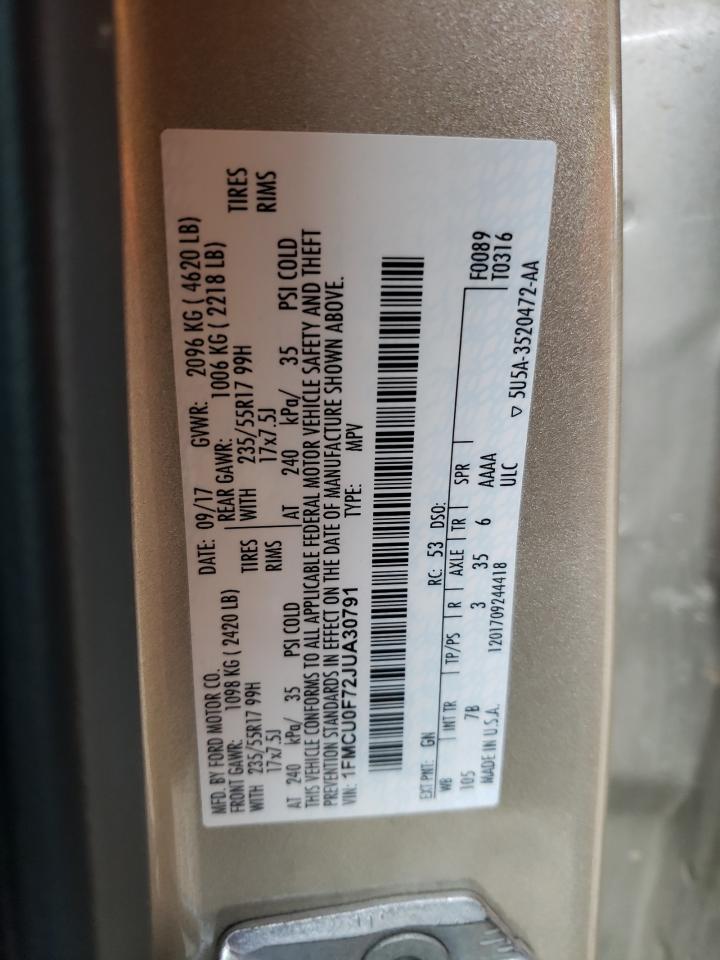 MFD. BY FORD MOTOR CO. DATE: 09/17 GVWR: 2096 KG ( 4620 LB)
FRONT GAWR: 1098 KG ( 2420 LB) REAR GAWR: 1006 KG ( 2218 LB)
WITH 235/55R17 99H TIRES WITH 235/55R17 99H TIRES
17x7.5J RIMS 17x7.5J RIMS
AT 240 kPa/ 35 PSI COLD AT 240 kPa/ 35 PSI COLD
THIS VEHICLE CONFORMS TO ALL APPLICABLE FEDERAL MOTOR VEHICLE SAFETY AND THEFT
PREVENTION STANDARDS IN EFFECT ON THE DATE OF MANUFACTURE SHOWN ABOVE.
VIN: 1FMCU0F72JUA30791 TYPE: MPV
EXT PNT: GN RC: 53 DSO:
WB INT TR TP/PS R AXLE TR SPR F0089
105 7B 3 35 6 AAAA T0316
MADE IN U.S.A. 1201709244418 ULC
▽ 5U5A-3520472-AA